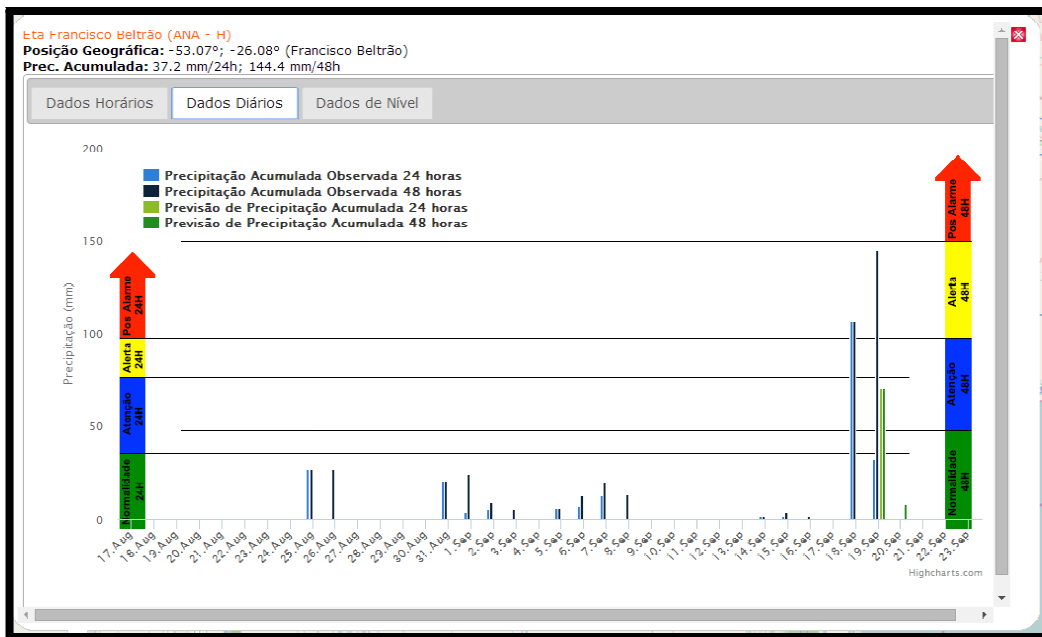 Eta Francisco Beltrão (ANA - H)
Posição Geográfica: -53.07°; -26.08° (Francisco Beltrão)
Prec. Acumulada: 37.2 mm/24h; 144.4 mm/48h
Dados Horários Dados Diários Dados de Nível
200
Precipitação Acumulada Observada 24 horas
Precipitação Acumulada Observada 48 horas
Previsão de Precipitação Acumulada 24 horas
Previsão de Precipitação Acumulada 48 horas
150
100
50
0
Precipitação (mm)
Pos Alarme
24H
Alerta
24H
Atenção
24H
Normalidade
24H
Pos Alarme
48H
Alerta
48H
Atenção
48H
Normalidade
48H
17.Aug 18.Aug 19.Aug 20.Aug 21.Aug 22.Aug 23.Aug 24.Aug 25.Aug 26.Aug 27.Aug 28.Aug 29.Aug 30.Aug 31.Aug 1.Sep 2.Sep 3.Sep 4.Sep 5.Sep 6.Sep 7.Sep 8.Sep 9.Sep 10.Sep 11.Sep 12.Sep 13.Sep 14.Sep 15.Sep 16.Sep 17.Sep 18.Sep 19.Sep 20.Sep 21.Sep 22.Sep 23.Sep
Highcharts.com